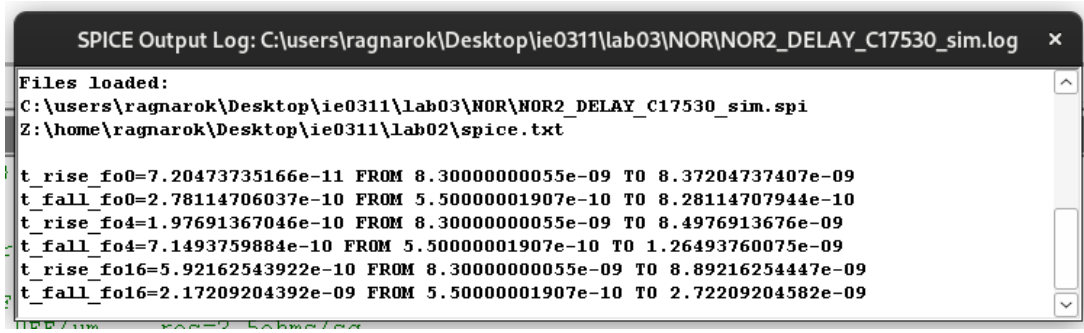 SPICE Output Log: C:\users\ragnarok\Desktop\ie0311\lab03\NOR\NOR2_DELAY_C17530_sim.log ×
Files loaded:
C:\users\ragnarok\Desktop\ie0311\lab03\NOR\NOR2_DELAY_C17530_sim.spi
Z:\home\ragnarok\Desktop\ie0311\lab02\spice.txt
t_rise_fo0=7.20473735166e-11 FROM 8.30000000055e-09 TO 8.37204737407e-09
t_fall_fo0=2.78114706037e-10 FROM 5.50000001907e-10 TO 8.28114707944e-10
t_rise_fo4=1.97691367046e-10 FROM 8.30000000055e-09 TO 8.4976913676e-09
t_fall_fo4=7.1493759884e-10 FROM 5.50000001907e-10 TO 1.26493760075e-09
t_rise_fo16=5.92162543922e-10 FROM 8.30000000055e-09 TO 8.89216254447e-09
t_fall_fo16=2.17209204392e-09 FROM 5.50000001907e-10 TO 2.72209204582e-09